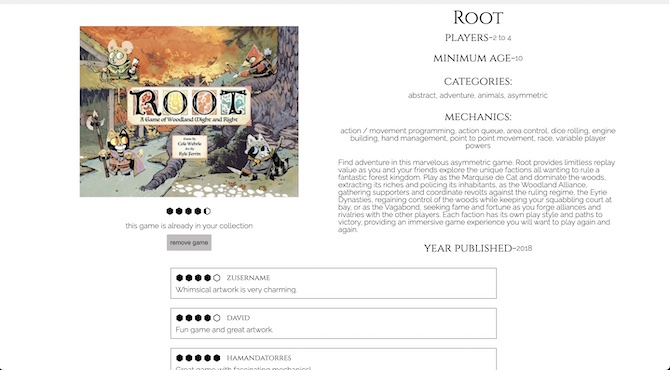 Root
PLAYERS-2 to 4
MINIMUM AGE-10
CATEGORIES:
abstract, adventure, animals, asymmetric
MECHANICS:
action / movement programming, action queue, area control, dice rolling, engine
building, hand management, point to point movement, race, variable player
powers
Find adventure in this marvelous asymmetric game. Root provides limitless replay
value as you and your friends explore the unique factions all wanting to rule a
fantastic forest kingdom. Play as the Marquise de Cat and dominate the woods,
extracting its riches and policing its inhabitants, as the Woodland Alliance,
gathering supporters and coordinate revolts against the ruling regime, the Eyrie
Dynasties, regaining control of the woods while keeping your squabbling court at
bay, or as the Vagabond, seeking fame and fortune as you forge alliances and
rivalries with the other players. Each faction has its own play style and paths to
victory, providing an immersive game experience you will want to play again and
again.
YEAR PUBLISHED-2018
ROOT
A Game of Woodland Might and Right
Game By
Cole Wehrle
Art By
Kyle Ferrin
this game is already in your collection
remove game
ZUSERNAME
Whimsical artwork is very charming.
DAVID
Fun game and great artwork.
HAMANDATORRES
Great game with fascinating mechanics!